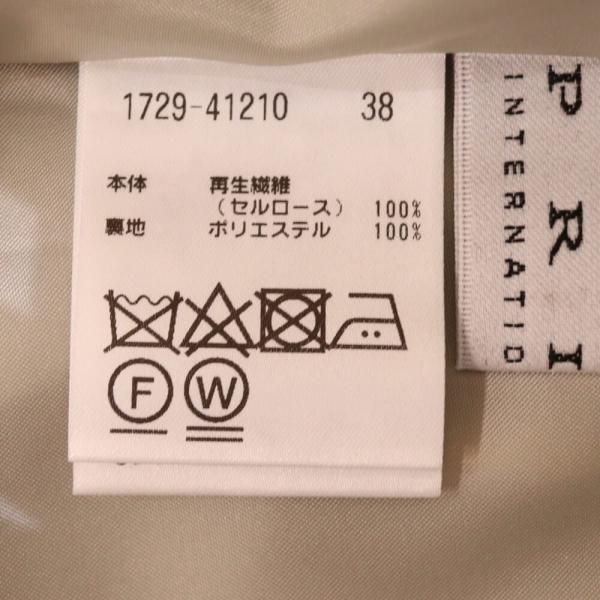 1729-41210 38
本体 再生繊維
(セルロース) 100%
裏地 ポリエステル 100%
F W
P R I
INTERNATIO